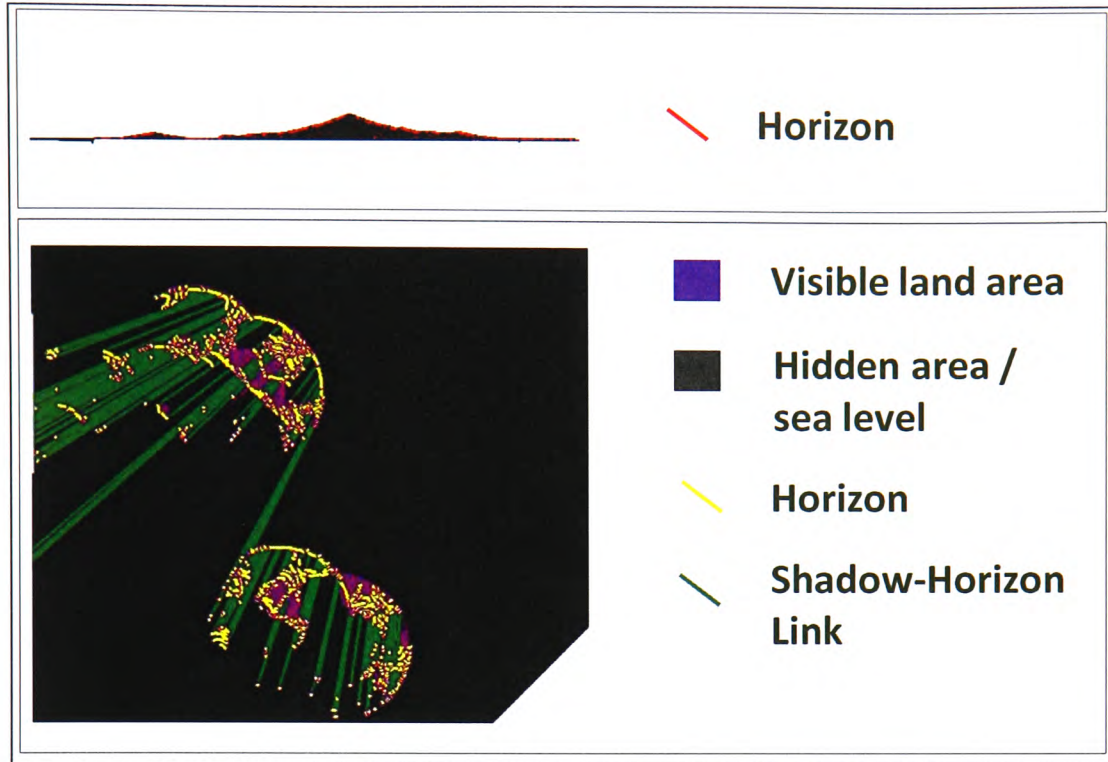 Horizon
Visible land area
Hidden area /
sea level
Horizon
Shadow-Horizon
Link